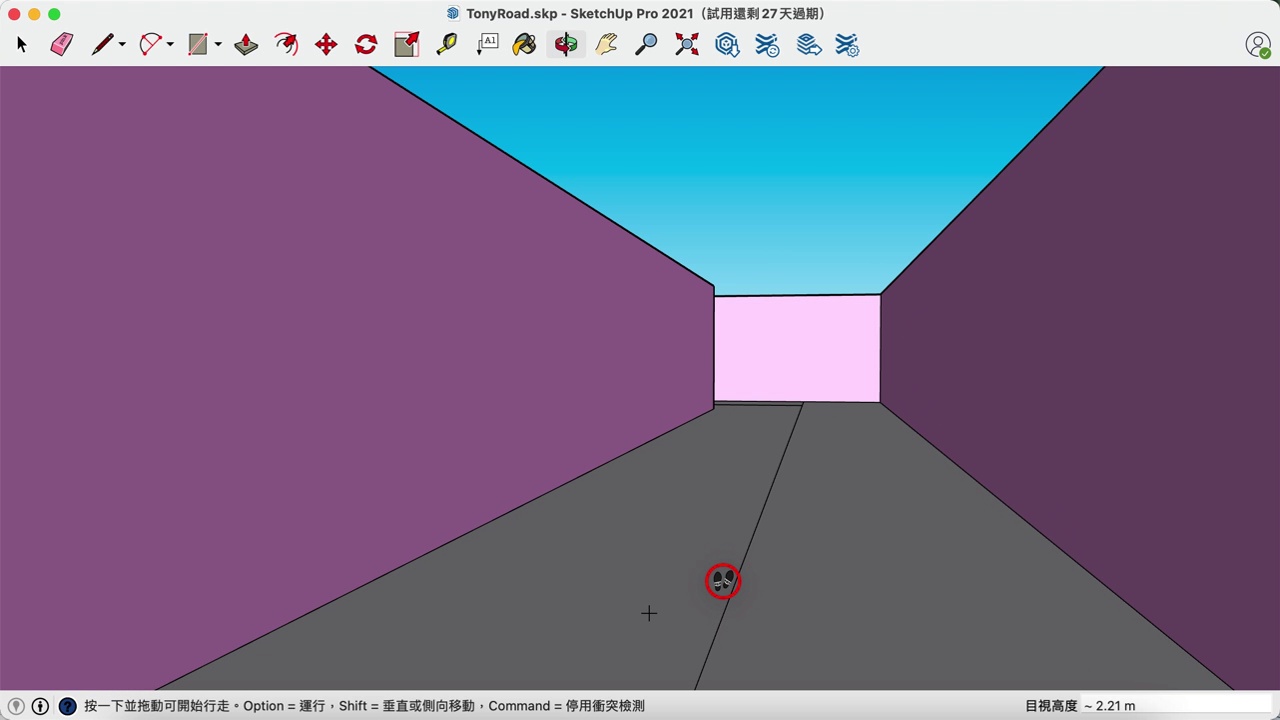 TonyRoad.skp - SketchUp Pro 2021（試用還剩 27 天過期）
A1
按一下並拖動可開始行走。Option = 運行，Shift = 垂直或側向移動，Command = 停用衝突檢測
目視高度 ~ 2.21 m